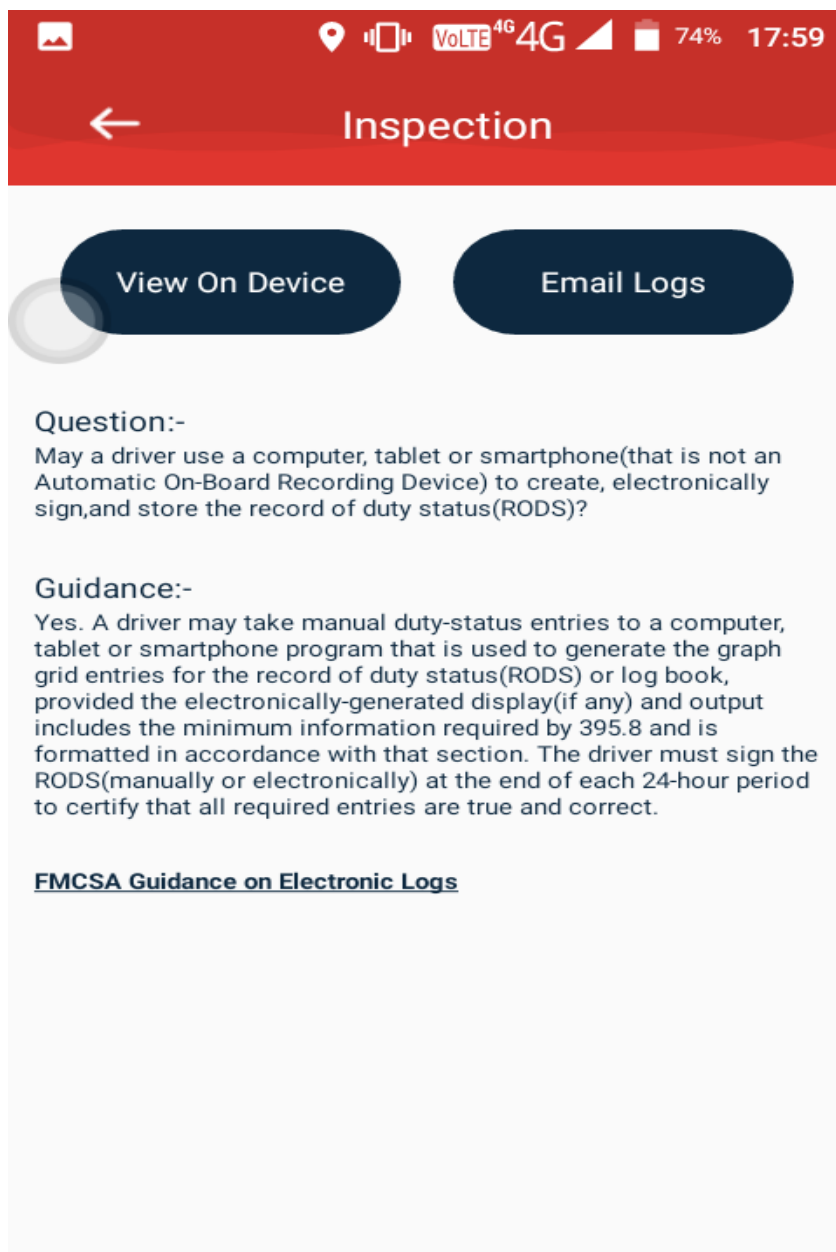 VoLTE 4G 4G 74% 17:59
Inspection
View On Device Email Logs
Question:-
May a driver use a computer, tablet or smartphone(that is not an
Automatic On-Board Recording Device) to create, electronically
sign,and store the record of duty status(RODS)?
Guidance:-
Yes. A driver may take manual duty-status entries to a computer,
tablet or smartphone program that is used to generate the graph
grid entries for the record of duty status(RODS) or log book,
provided the electronically-generated display(if any) and output
includes the minimum information required by 395.8 and is
formatted in accordance with that section. The driver must sign the
RODS(manually or electronically) at the end of each 24-hour period
to certify that all required entries are true and correct.
FMCSA Guidance on Electronic Logs